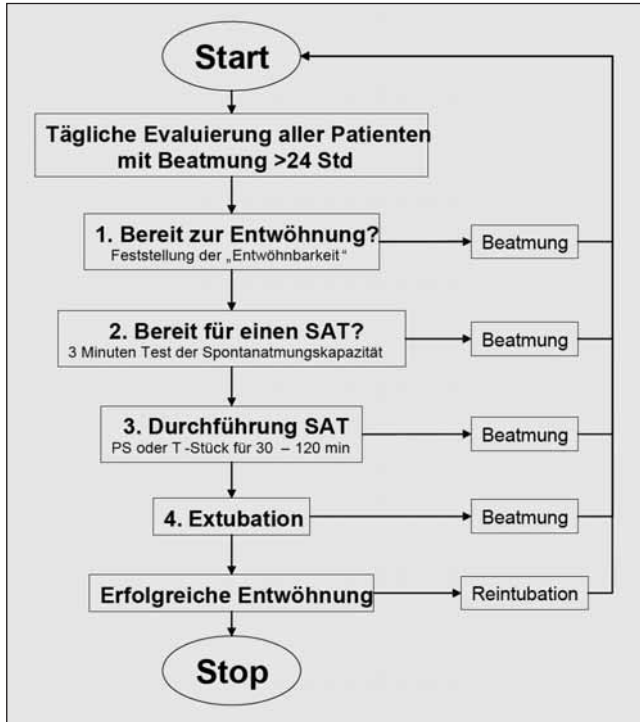 Start
Tägliche Evaluierung aller Patienten
mit Beatmung >24 Std
1. Bereit zur Entwöhnung?
Feststellung der „Entwöhnbarkeit“
Beatmung
2. Bereit für einen SAT?
3 Minuten Test der Spontanatmungskapazität
Beatmung
3. Durchführung SAT
PS oder T -Stück für 30 – 120 min
Beatmung
4. Extubation
Beatmung
Erfolgreiche Entwöhnung
Reintubation
Stop